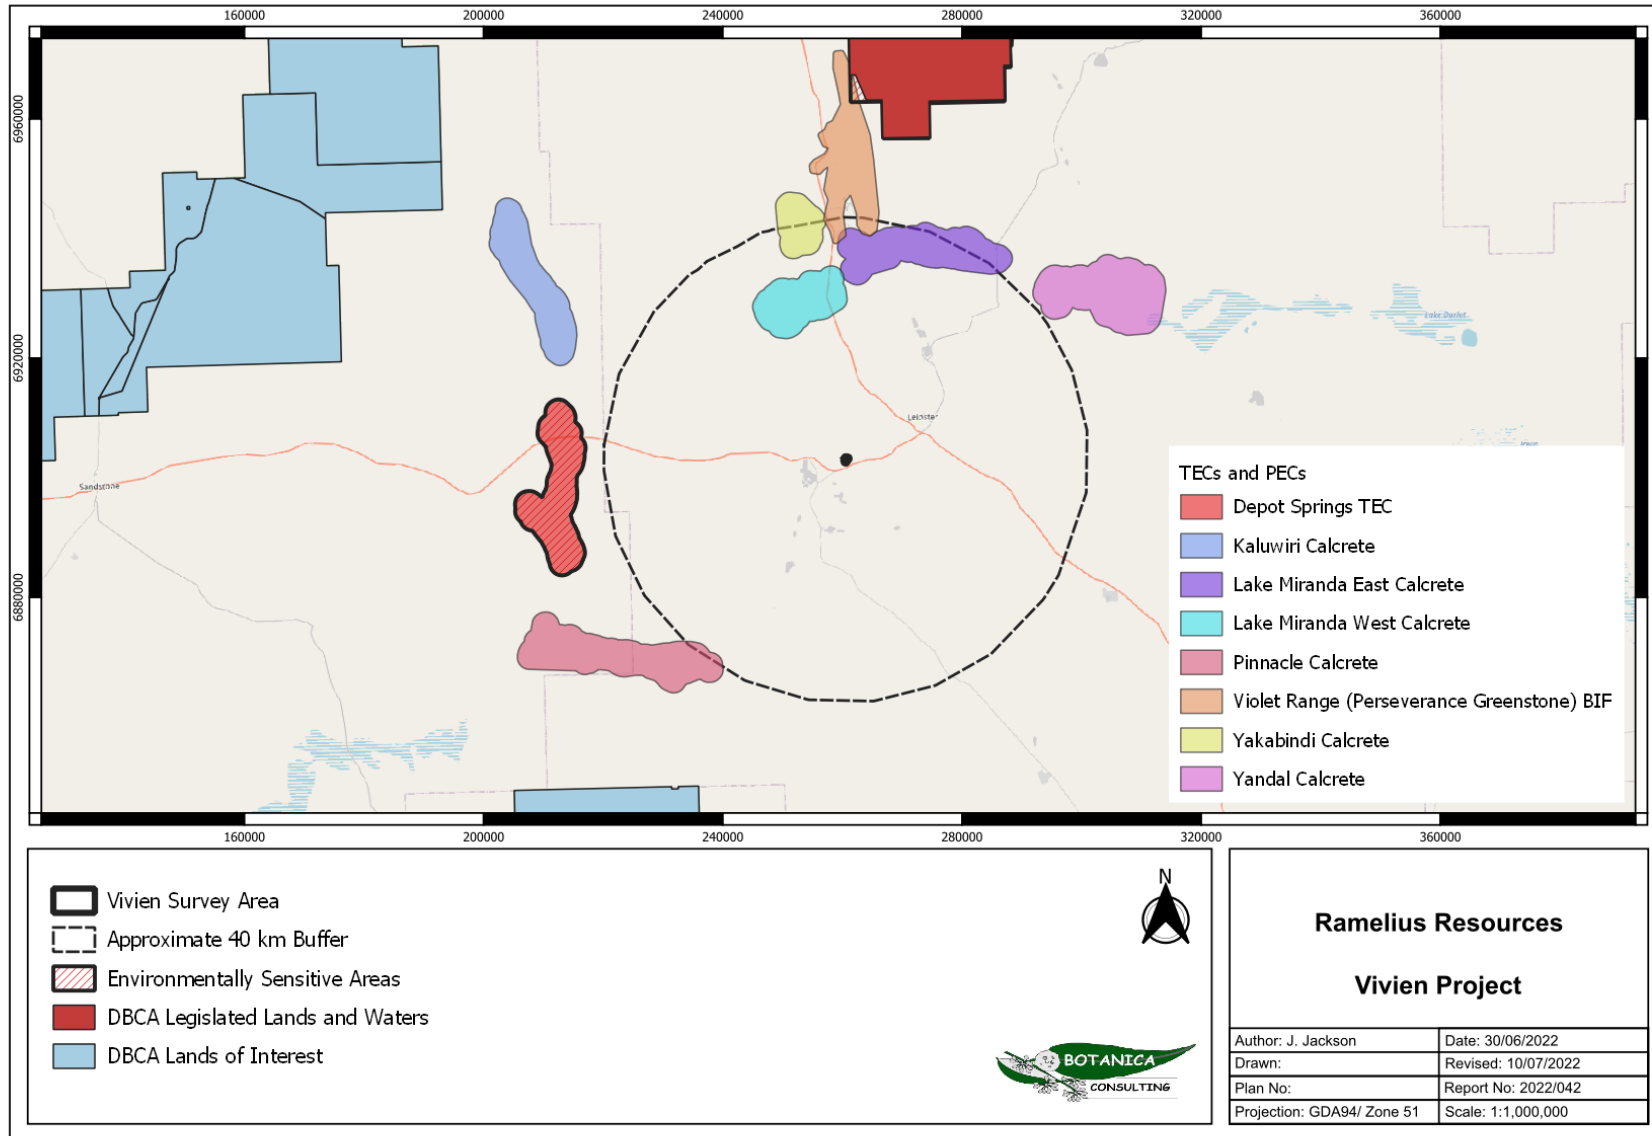 160000 200000 240000 280000 320000 360000
6960000
6920000
6880000
Lake Darlot
Leinster
Sandstone
TECs and PECs
Depot Springs TEC
Kaluwiri Calcrete
Lake Miranda East Calcrete
Lake Miranda West Calcrete
Pinnacle Calcrete
Violet Range (Perseverance Greenstone) BIF
Yakabindi Calcrete
Yandal Calcrete
160000 200000 240000 280000 320000 360000
Vivien Survey Area
Approximate 40 km Buffer
Environmentally Sensitive Areas
DBCA Legislated Lands and Waters
DBCA Lands of Interest
N
BOTANICA
CONSULTING
Ramelius Resources
Vivien Project
Author: J. Jackson Date: 30/06/2022
Drawn: Revised: 10/07/2022
Plan No: Report No: 2022/042
Projection: GDA94/ Zone 51 Scale: 1:1,000,000